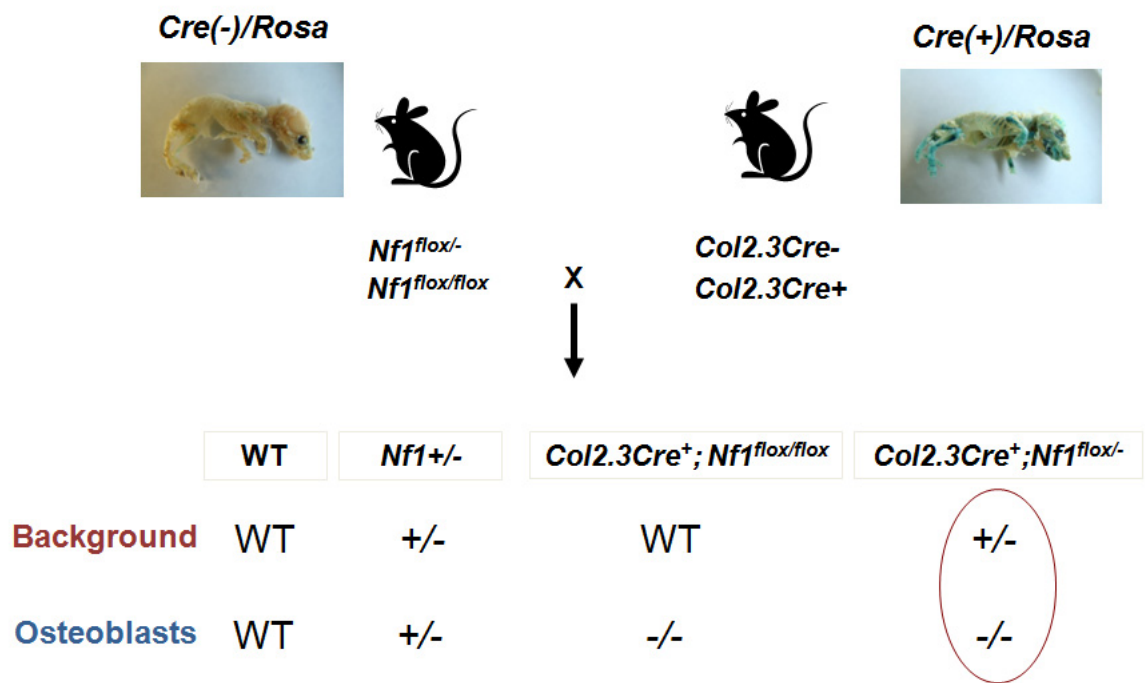 Cre(-)/Rosa
Cre(+)/Rosa
Nf1flox/-
Nf1flox/flox
X
Col2.3Cre-
Col2.3Cre+
WT Nf1+/- Col2.3Cre+; Nf1flox/flox Col2.3Cre+;Nf1flox/-
Background WT +/- WT +/-
Osteoblasts WT +/- -/- -/-